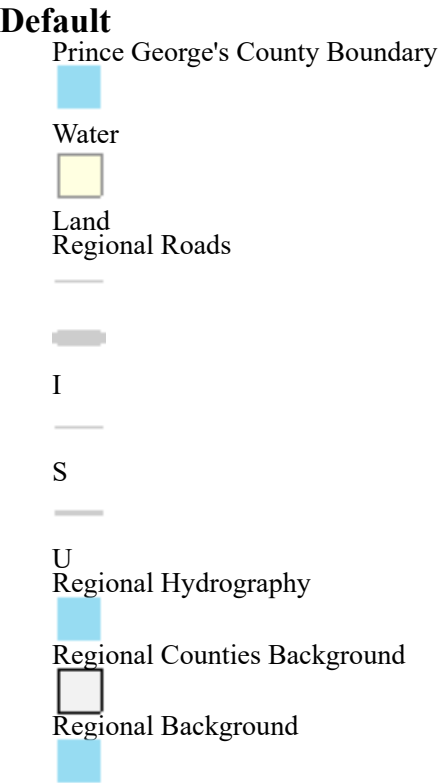 Default
Prince George's County Boundary
Water
Land
Regional Roads
I
S
U
Regional Hydrography
Regional Counties Background
Regional Background